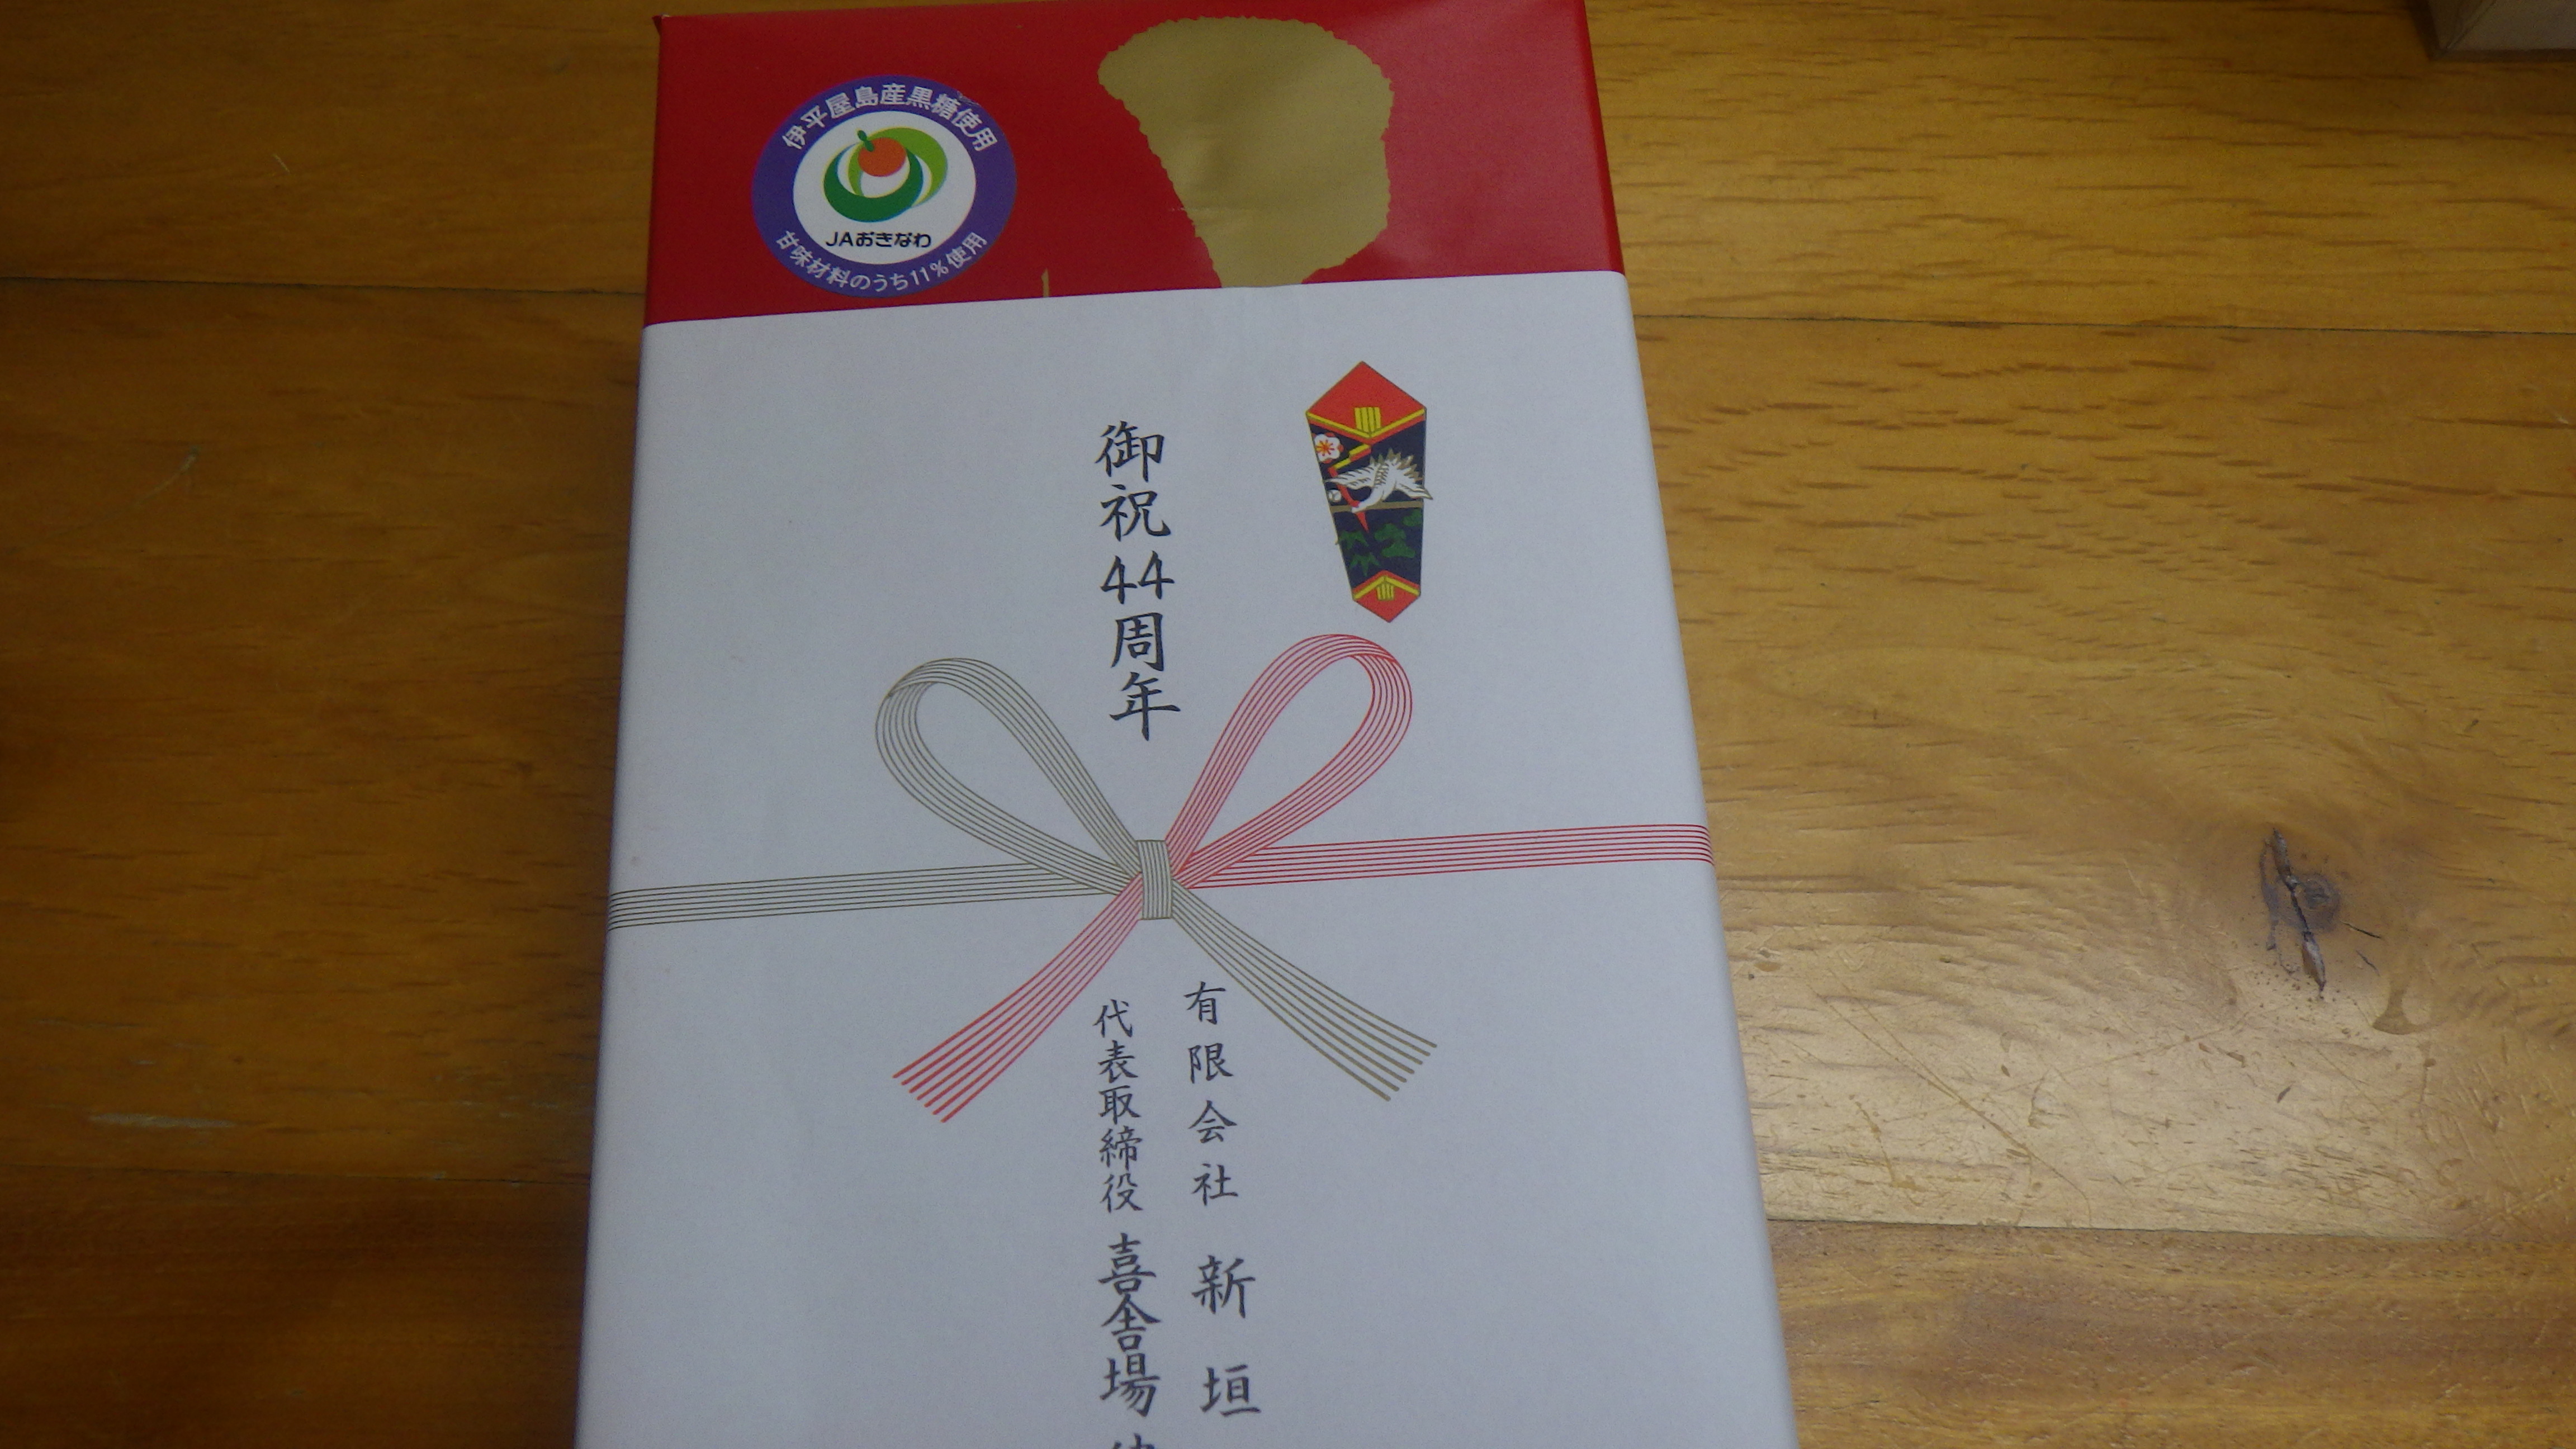 伊平屋島産黒糖使用
JAおきなわ
甘味材料のうち11%使用
御祝44周年
有限会社 新垣
代表取締役 喜舎場